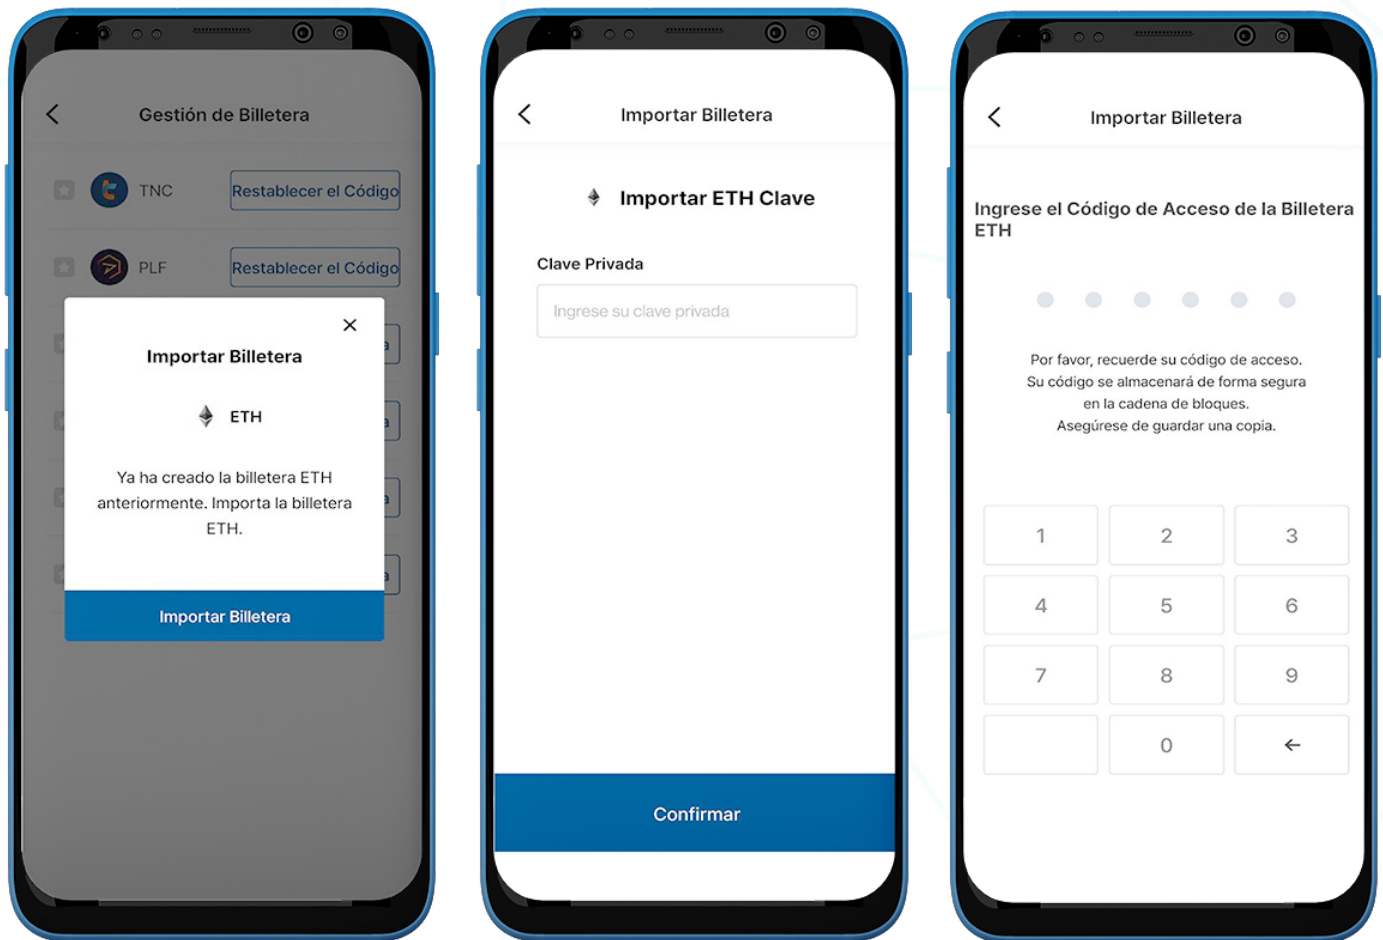 Gestión de Billetera
TNC
Restablecer el Código
PLF
Restablecer el Código
a
Importar Billetera
ETH
a
Ya ha creado la billetera ETH
anteriormente. Importa la billetera
ETH.
a
a
Importar Billetera
Importar Billetera
Importar ETH Clave
Clave Privada
Ingrese su clave privada
Confirmar
Importar Billetera
Ingrese el Código de Acceso de la Billetera
ETH
Por favor, recuerde su código de acceso.
Su código se almacenará de forma segura
en la cadena de bloques.
Asegúrese de guardar una copia.
1 2 3
4 5 6
7 8 9
0 ←